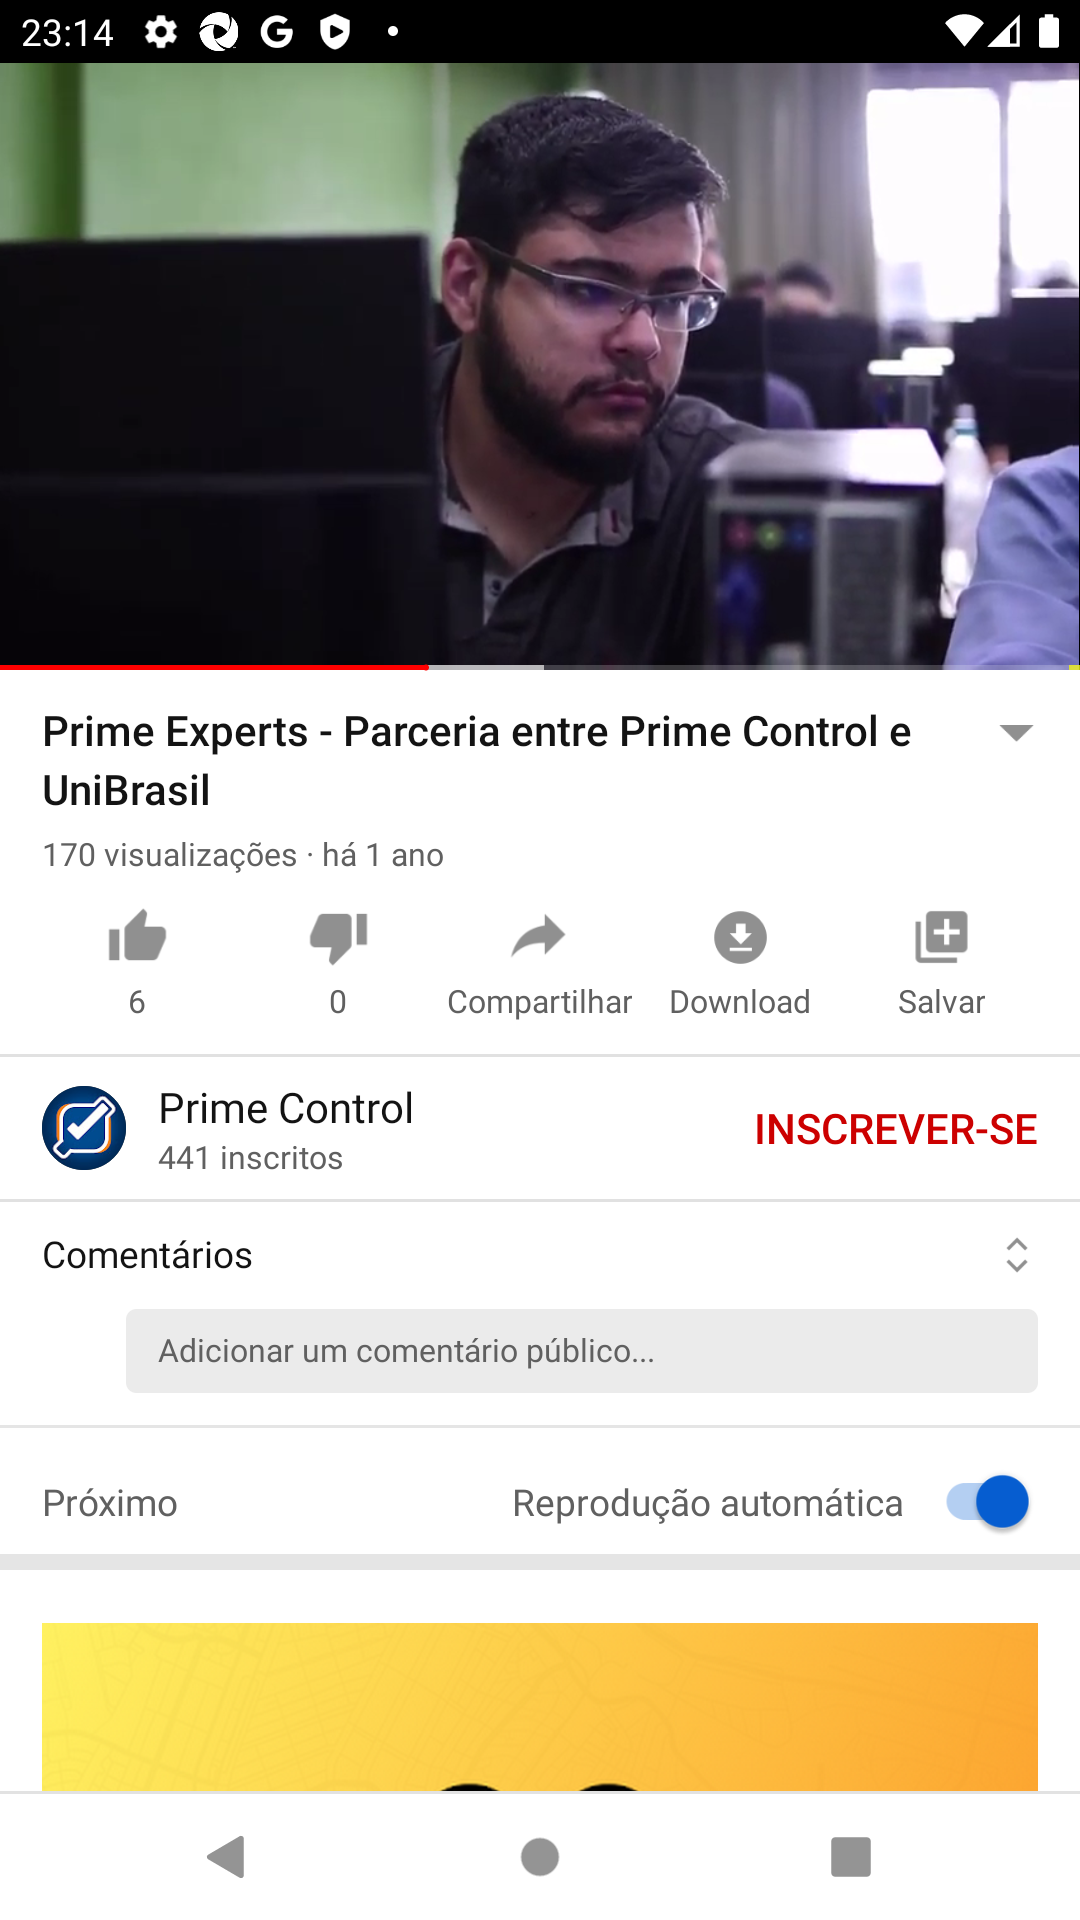 23:14
Prime Experts - Parceria entre Prime Control e
UniBrasil
170 visualizações · há 1 ano
6
0
Compartilhar
Download
Salvar
Prime Control
441 inscritos
INSCREVER-SE
Comentários
Adicionar um comentário público...
Próximo
Reprodução automática